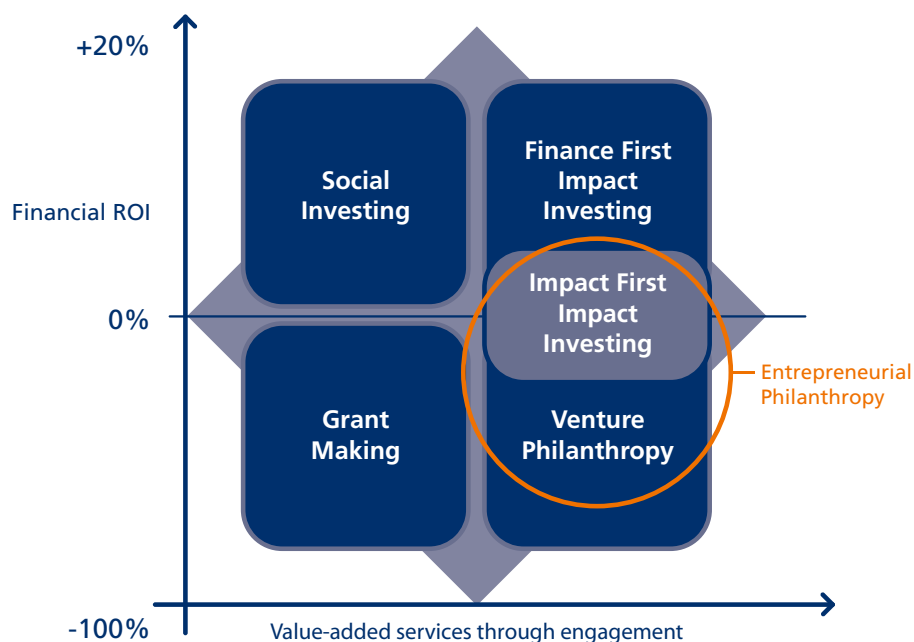 +20%
Financial ROI
0%
-100%
Social
Investing
Finance First
Impact
Investing
Impact First
Impact
Investing
Grant
Making
Venture
Philanthropy
Entrepreneurial
Philanthropy
Value-added services through engagement